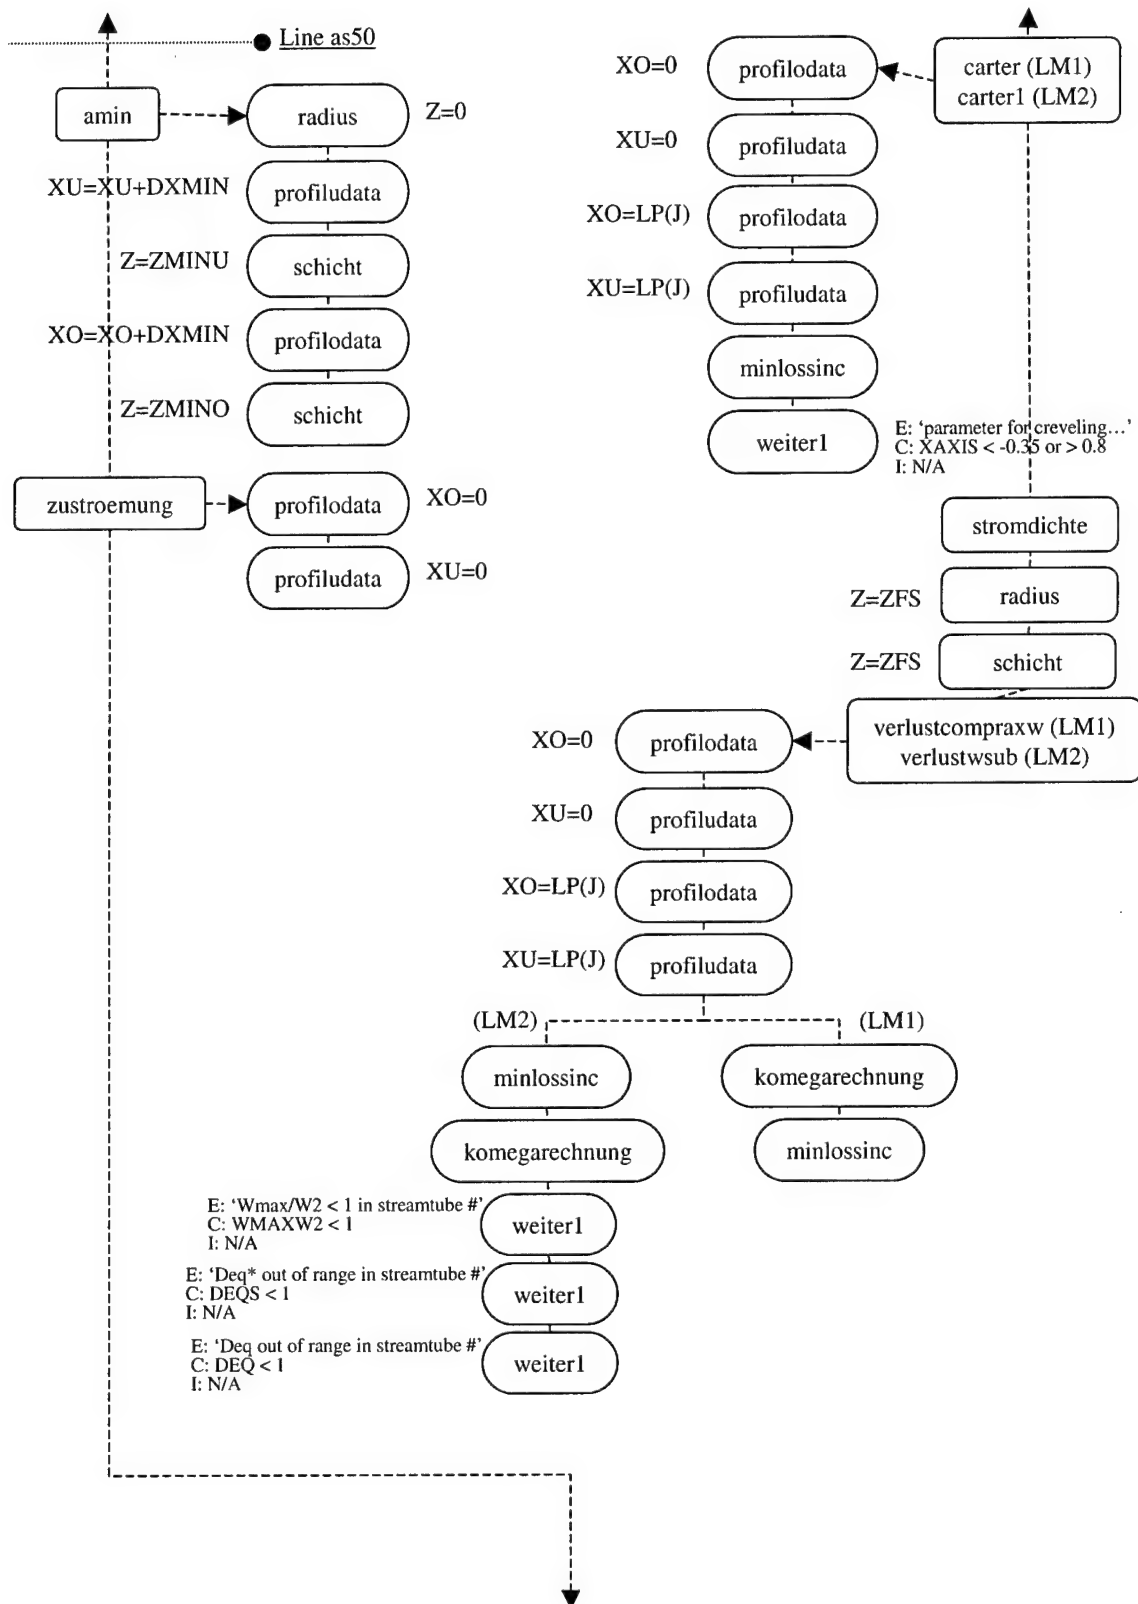 Line as50
amin
radius
Z=0
XU=XU+DXMIN
profiludata
Z=ZMINU
schicht
XO=XO+DXMIN
profilodata
Z=ZMINO
schicht
zustroemung
profilodata
XO=0
profiludata
XU=0
XO=0
profilodata
carter (LM1)
carter1 (LM2)
XU=0
profiludata
XO=LP(J)
profilodata
XU=LP(J)
profiludata
minlossinc
weiter1
E: ‘parameter for creveling…’
C: XAXIS < -0.35 or > 0.8
I: N/A
stromdichte
Z=ZFS
radius
Z=ZFS
schicht
verlustcompraxw (LM1)
verlustwsub (LM2)
XO=0
profilodata
XU=0
profiludata
XO=LP(J)
profilodata
XU=LP(J)
profiludata
(LM2)
(LM1)
minlossinc
komegarechnung
komegarechnung
minlossinc
E: ‘Wmax/W2 < 1 in streamtube #’
C: WMAXW2 < 1
I: N/A
weiter1
E: ‘Deq* out of range in streamtube #’
C: DEQS < 1
I: N/A
weiter1
E: ‘Deq out of range in streamtube #’
C: DEQ < 1
I: N/A
weiter1